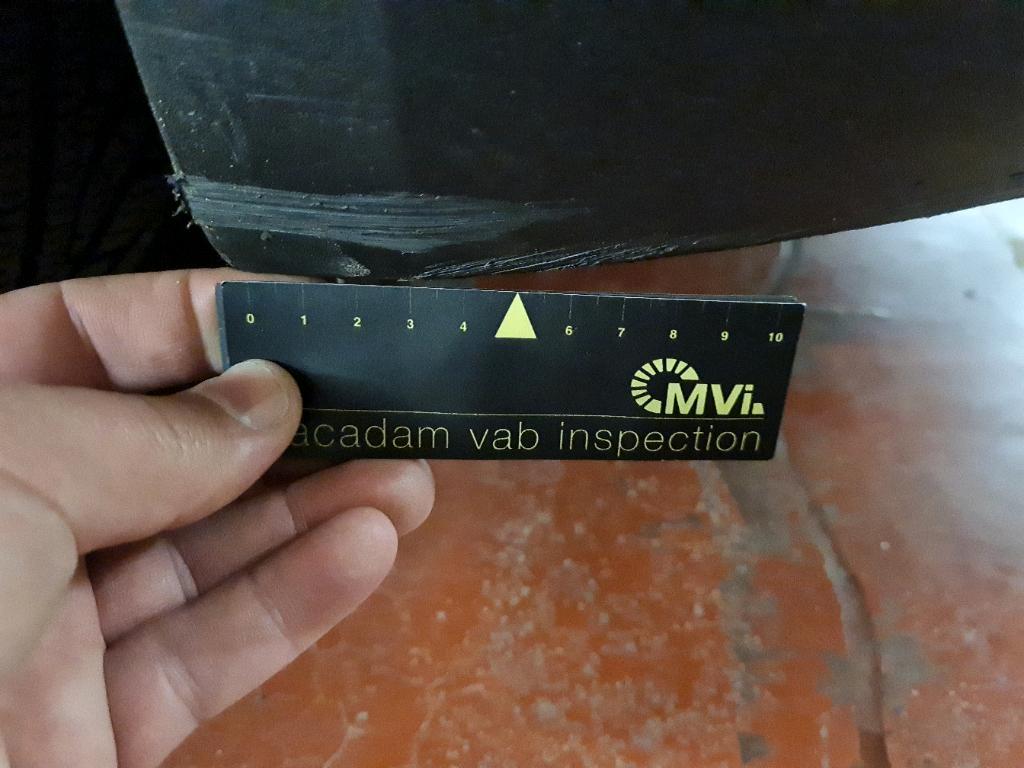 0 1 2 3 4 6 7 8 9 10
MVi.
acadam vab inspection